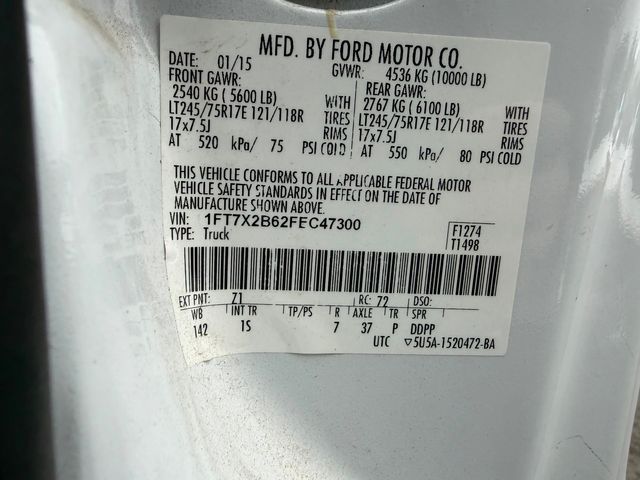 MFD. BY FORD MOTOR CO.
DATE: 01/15 GVWR: 4536 KG (10000 LB)
FRONT GAWR: REAR GAWR:
2540 KG (5600 LB) WITH 2767 KG (6100 LB) WITH
LT245/75R17E 121/118R TIRES LT245/75R17E 121/118R TIRES
17x7.5J RIMS 17x7.5J RIMS
AT 520 kPa/ 75 PSI COLD AT 550 kPa/ 80 PSI COLD
THIS VEHICLE CONFORMS TO ALL APPLICABLE FEDERAL MOTOR
VEHICLE SAFETY STANDARDS IN EFFECT ON THE DATE OF
MANUFACTURE SHOWN ABOVE.
VIN: 1FT7X2B62FEC47300 F1274
TYPE: Truck T1498
EXT PNT: Z1 RC: 72 DSO:
WB INT TR TP/PS R AXLE TR SPR
142 1S 7 37 P DDPP
UTC ▽5U5A-1520472-BA